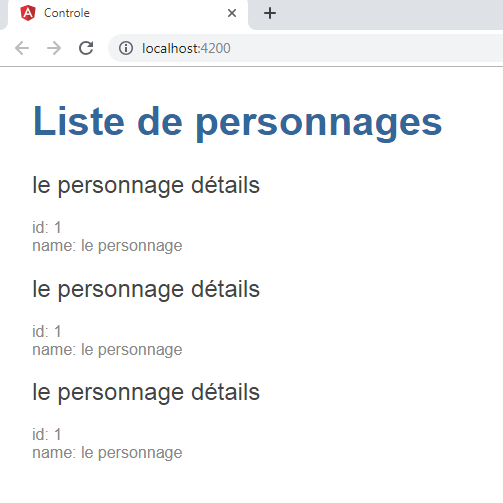 Controle
localhost:4200
Liste de personnages
le personnage détails
id: 1
name: le personnage
le personnage détails
id: 1
name: le personnage
le personnage détails
id: 1
name: le personnage